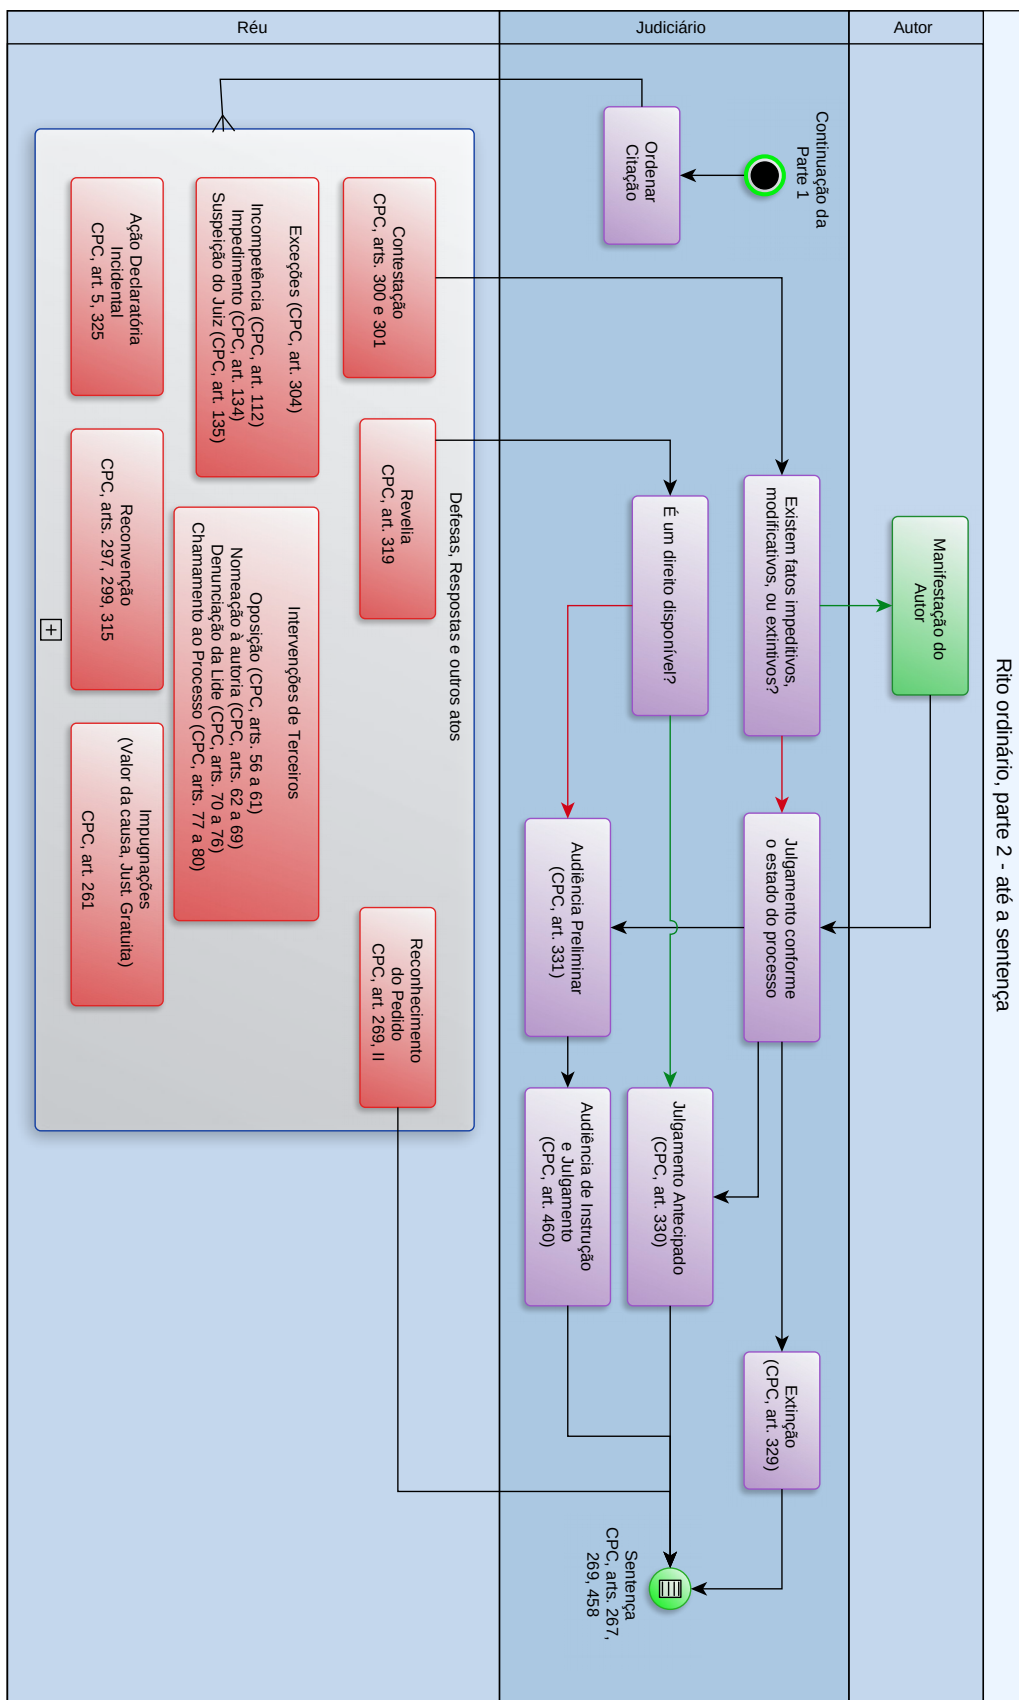 Rito ordinário, parte 2 - até a sentença
Autor
Manifestação do
Autor
Judiciário
Continuação da
Parte 1
Ordenar
Citação
Existem fatos impeditivos,
modificativos, ou extintivos?
É um direito disponível?
Julgamento conforme
o estado do processo
Audiência Preliminar
(CPC, art. 331)
Julgamento Antecipado
(CPC, art. 330)
Audiência de Instrução
e Julgamento
(CPC, art. 460)
Extinção
(CPC, art. 329)
Sentença
CPC, arts. 267,
269, 458
Réu
Defesas, Respostas e outros atos
Contestação
CPC, arts. 300 e 301
Revelia
CPC, art. 319
Reconhecimento
do Pedido
CPC, art. 269, II
Exceções (CPC, art. 304)
Incompetência (CPC, art. 112)
Impedimento (CPC, art. 134)
Suspeição do Juiz (CPC, art. 135)
Intervenções de Terceiros
Oposição (CPC, arts. 56 a 61)
Nomeação à autoria (CPC, arts. 62 a 69)
Denunciação da Lide (CPC, arts. 70 a 76)
Chamamento ao Processo (CPC, arts. 77 a 80)
Ação Declaratória
Incidental
CPC, art. 5, 325
Reconvenção
CPC, arts. 297, 299, 315
Impugnações
(Valor da causa, Just. Gratuita)
CPC, art. 261